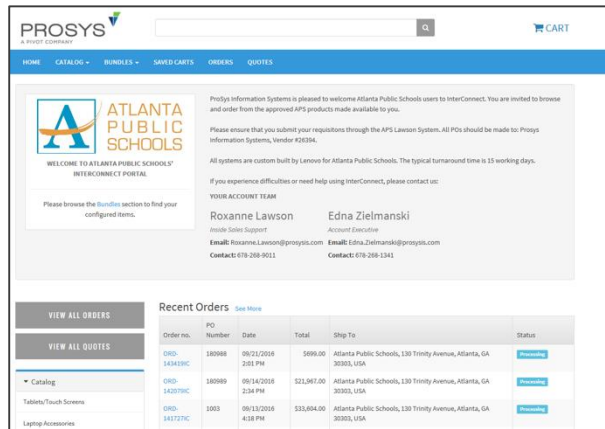 PROSYS
A PIVOT COMPANY
CART
HOME CATALOG BUNDLES SAVED CARTS ORDERS QUOTES
ATLANTA
PUBLIC
SCHOOLS
WELCOME TO ATLANTA PUBLIC SCHOOLS'
INTERCONNECT PORTAL
Please browse the Bundles section to find your
configured items.
ProSys Information Systems is pleased to welcome Atlanta Public Schools users to InterConnect. You are invited to browse
and order from the approved APS products made available to you.
Please ensure that you submit your requisitons through the APS Lawson System. All POs should be made to: Prosys
Information Systems, Vendor #26394.
All systems are custom built by Lenovo for Atlanta Public Schools. The typical turnaround time is 15 working days.
If you experience difficulties or need help using InterConnect, please contact us:
YOUR ACCOUNT TEAM
Roxanne Lawson Edna Zielmanski
Inside Sales Support Account Executive
Email: Roxanne.Lawson@prosysis.com Email: Edna.Zielmanski@prosysis.com
Contact: 678-268-9011 Contact: 678-268-1341
VIEW ALL ORDERS
VIEW ALL QUOTES
Catalog
Tablets/Touch Screens
Laptop Accessories
Recent Orders See More
Order no. PO Number Date Total Ship To Status
ORD- 180988 09/21/2016 $699.00 Atlanta Public Schools, 130 Trinity Avenue, Atlanta, GA Processing
143419IC 2:01 PM 30303, USA
ORD- 180989 09/14/2016 $21,967.00 Atlanta Public Schools, 130 Trinity Avenue, Atlanta, GA Processing
142070IC 2:34 PM 30303, USA
ORD- 1003 09/13/2016 $33,604.00 Atlanta Public Schools, 130 Trinity Avenue, Atlanta, GA Processing
141727IC 4:18 PM 30303, USA